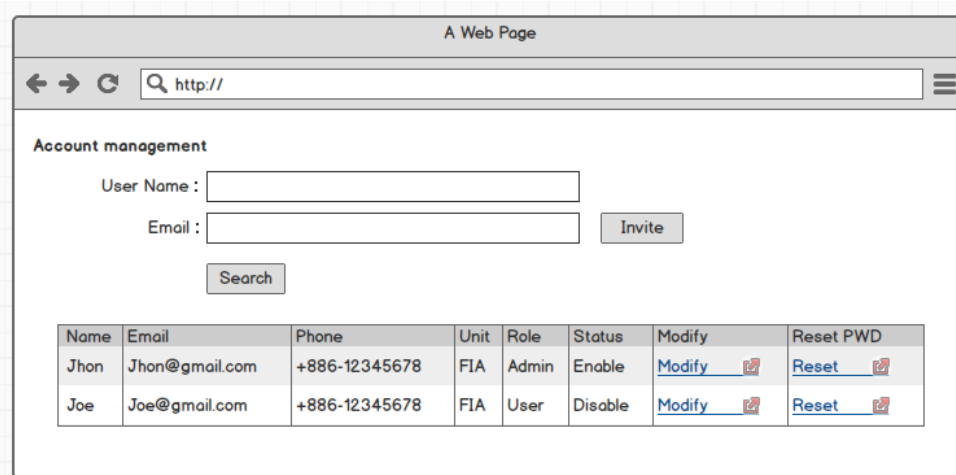 A Web Page
http://
Account management
User Name :
Email : Invite
Search
Name Email Phone Unit Role Status Modify Reset PWD
Jhon Jhon@gmail.com +886-12345678 FIA Admin Enable Modify Reset
Joe Joe@gmail.com +886-12345678 FIA User Disable Modify Reset